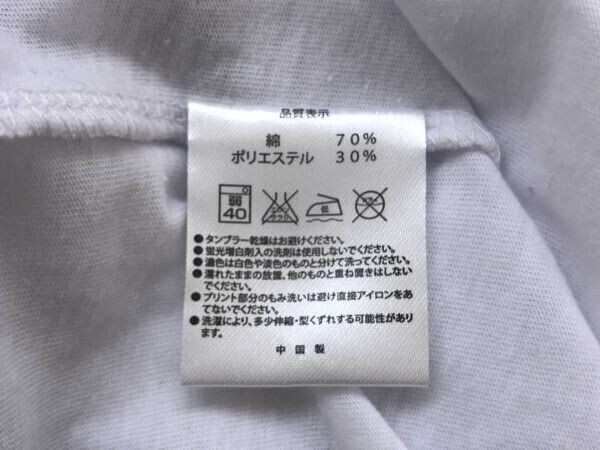 品質表示
綿 70%
ポリエステル 30%
弱
40
低
●タンブラー乾燥はお避けください。
●蛍光増白剤入の洗剤は使用しないでください。
●濃色は白色や淡色のものと分けて洗ってください。
●濡れたままの放置、他のものと重ね置きはしない
でください。
●プリント部分のもみ洗いは避け直接アイロンをあ
てないでください。
●洗濯により、多少伸縮・型くずれする可能性があり
ます。
中国製